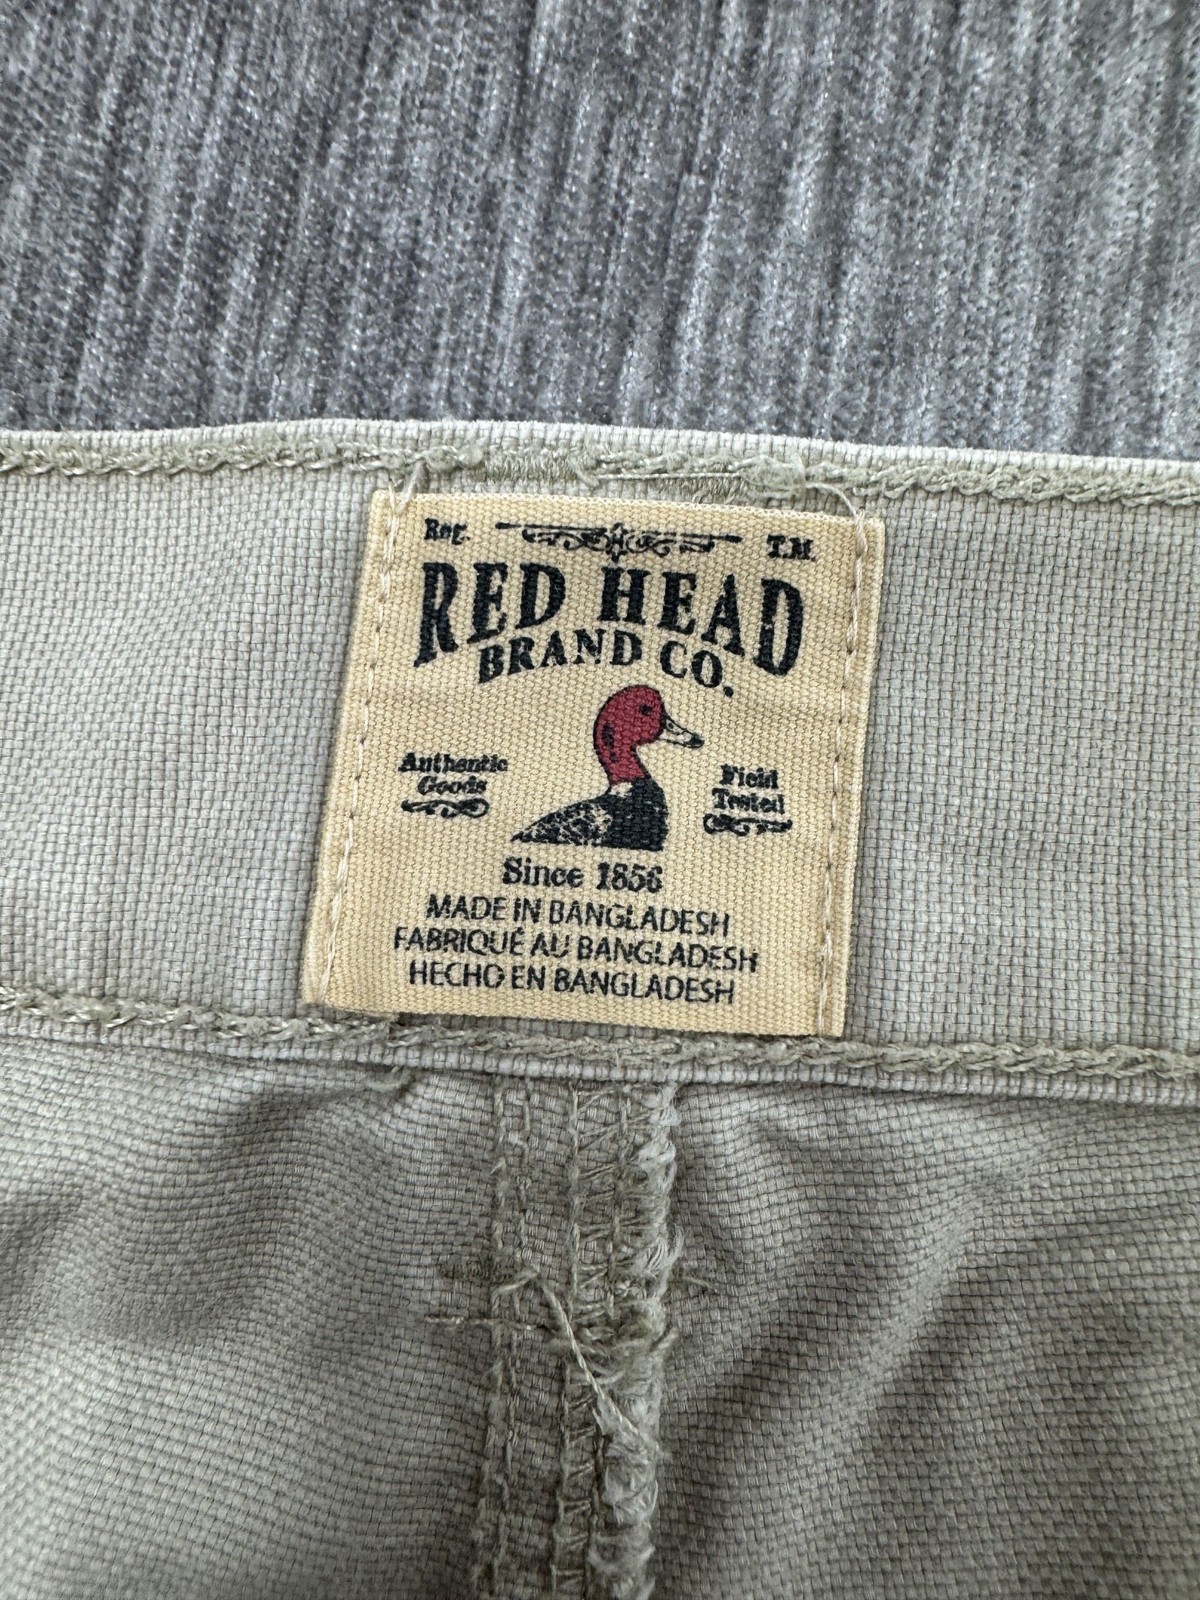 Reg. T.M.
RED HEAD
BRAND CO.
Authentic
Goods
Field
Tested
Since 1856
MADE IN BANGLADESH
FABRIQUÉ AU BANGLADESH
HECHO EN BANGLADESH